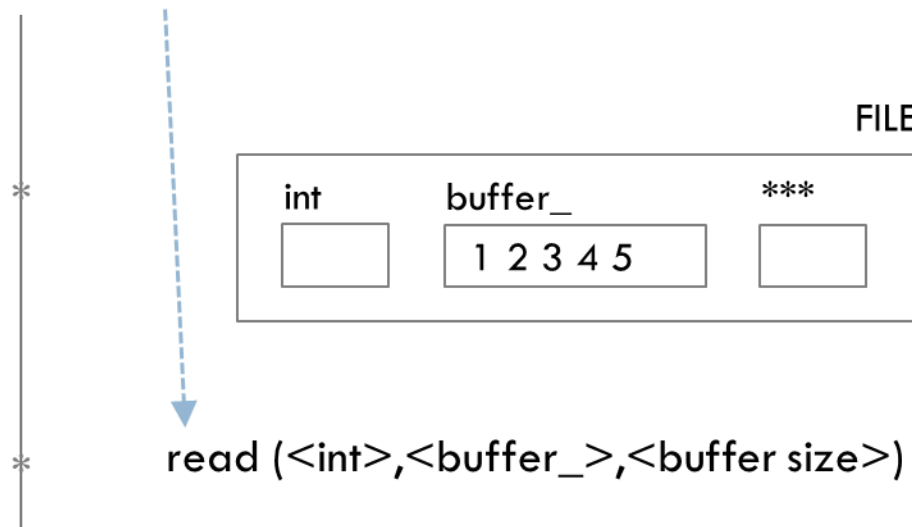 FILE
int buffer_ ***
1 2 3 4 5
read (<int>,<buffer_>,<buffer size>)
*
*